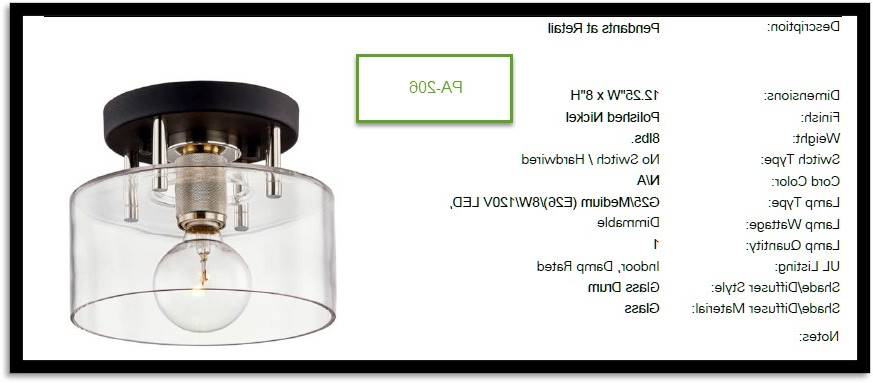 Description: Pendants at Retail
PA-206
Dimensions: 12.25"W x 8"H
Finish: Polished Nickel
Weight: 8lbs.
Switch Type: No Switch / Hardwired
Cord Color: N/A
Lamp Type: G25/Medium (E26)/8W/120V LED,
Lamp Wattage: Dimmable
Lamp Quantity: 1
UL Listing: Indoor, Damp Rated
Shade/Diffuser Style: Glass Drum
Shade/Diffuser Material: Glass
Notes: